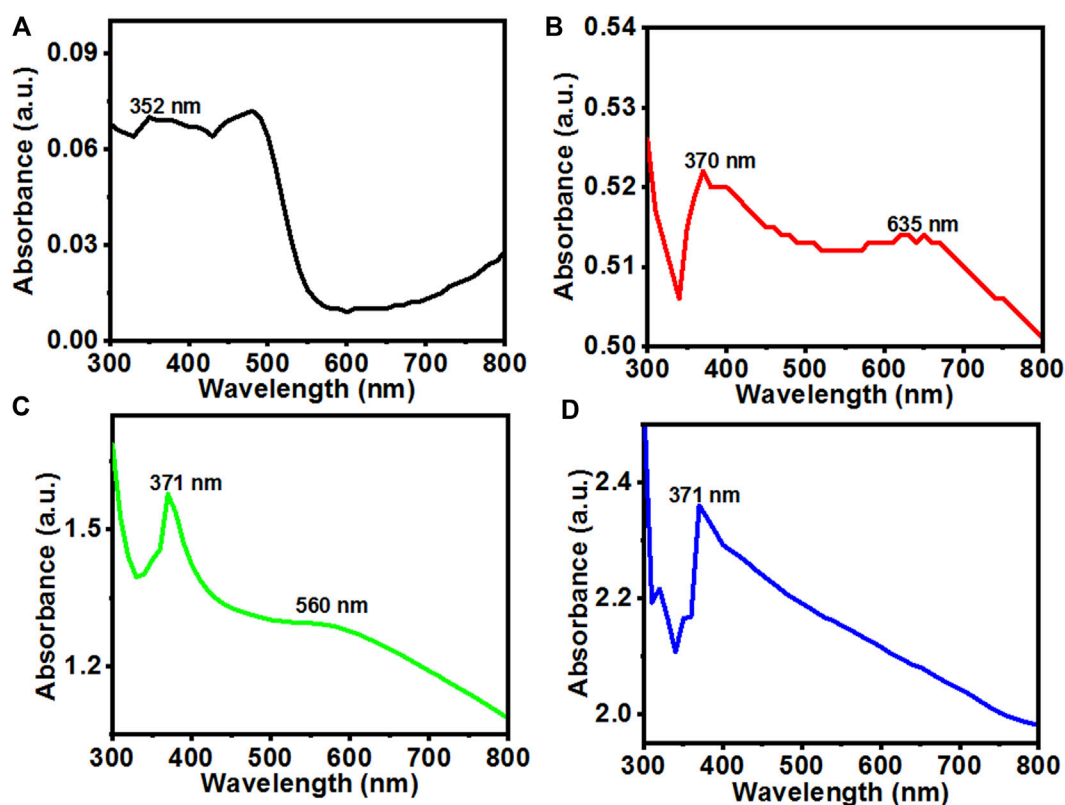 A
Absorbance (a.u.)
0.09
0.06
0.03
0.00
352 nm
300 400 500 600 700 800
Wavelength (nm)
B
Absorbance (a.u.)
0.54
0.53
0.52
0.51
0.50
370 nm
635 nm
300 400 500 600 700 800
Wavelength (nm)
C
Absorbance (a.u.)
1.5
1.2
371 nm
560 nm
300 400 500 600 700 800
Wavelength (nm)
D
Absorbance (a.u.)
2.4
2.2
2.0
371 nm
300 400 500 600 700 800
Wavelength (nm)